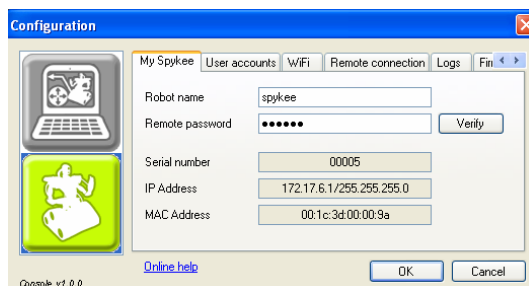 Configuration
My Spykee User accounts WiFi Remote connection Logs
Robot name spykee
Remote password ●●●●●● Verify
Serial number 00005
IP Address 172.17.6.1/255.255.255.0
MAC Address 00:1c:3d:00:00:9a
Online help OK Cancel
Console v1.0.0